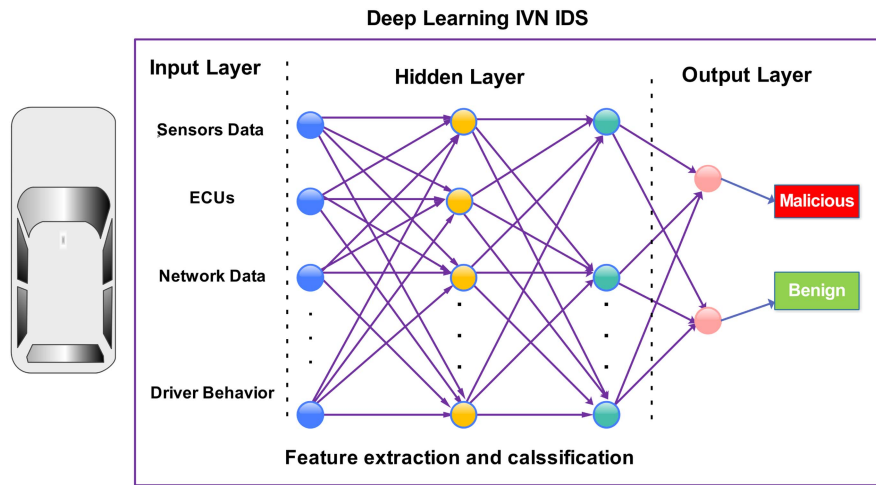 Deep Learning IVN IDS
Input Layer
Hidden Layer
Output Layer
Sensors Data
ECUs
Network Data
Driver Behavior
Malicious
Benign
Feature extraction and calssification